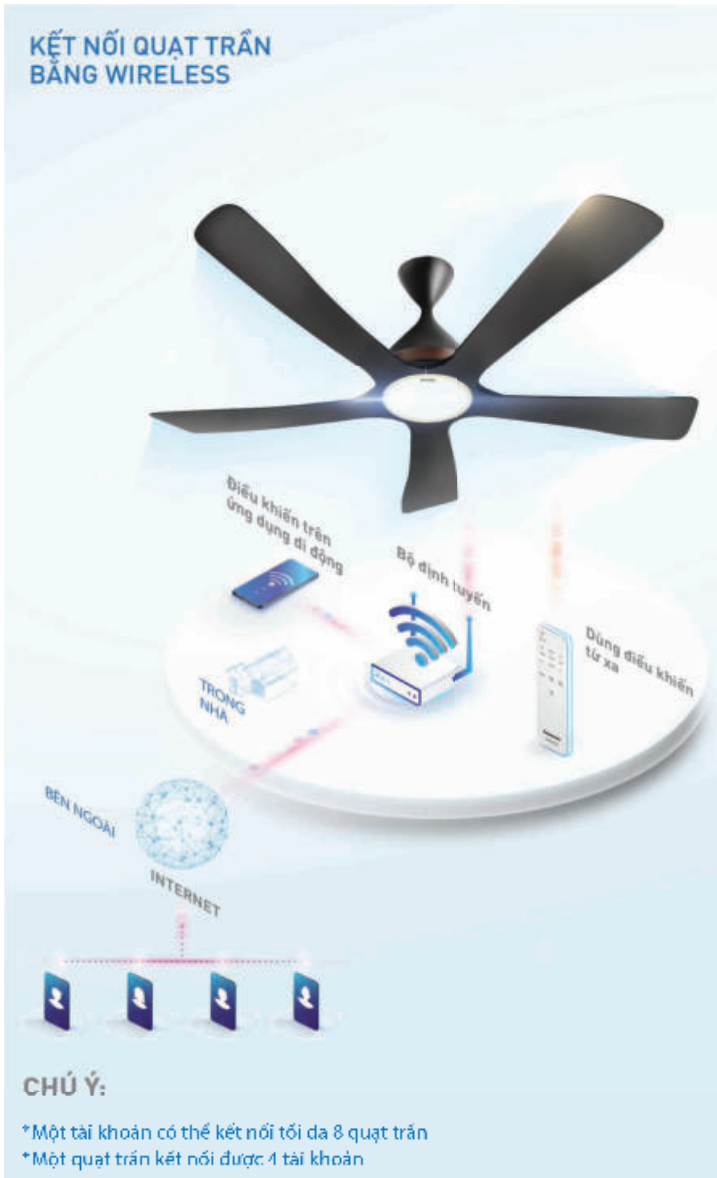 KẾT NỐI QUẠT TRẦN
BẰNG WIRELESS
Điều khiển trên
ứng dụng di động
Bộ định tuyến
Dùng điều khiển
từ xa
TRONG
NHÀ
BÊN NGOÀI
INTERNET
CHÚ Ý:
*Một tài khoản có thể kết nối tối đa 8 quạt trần
*Một quạt trần kết nối được 4 tài khoản